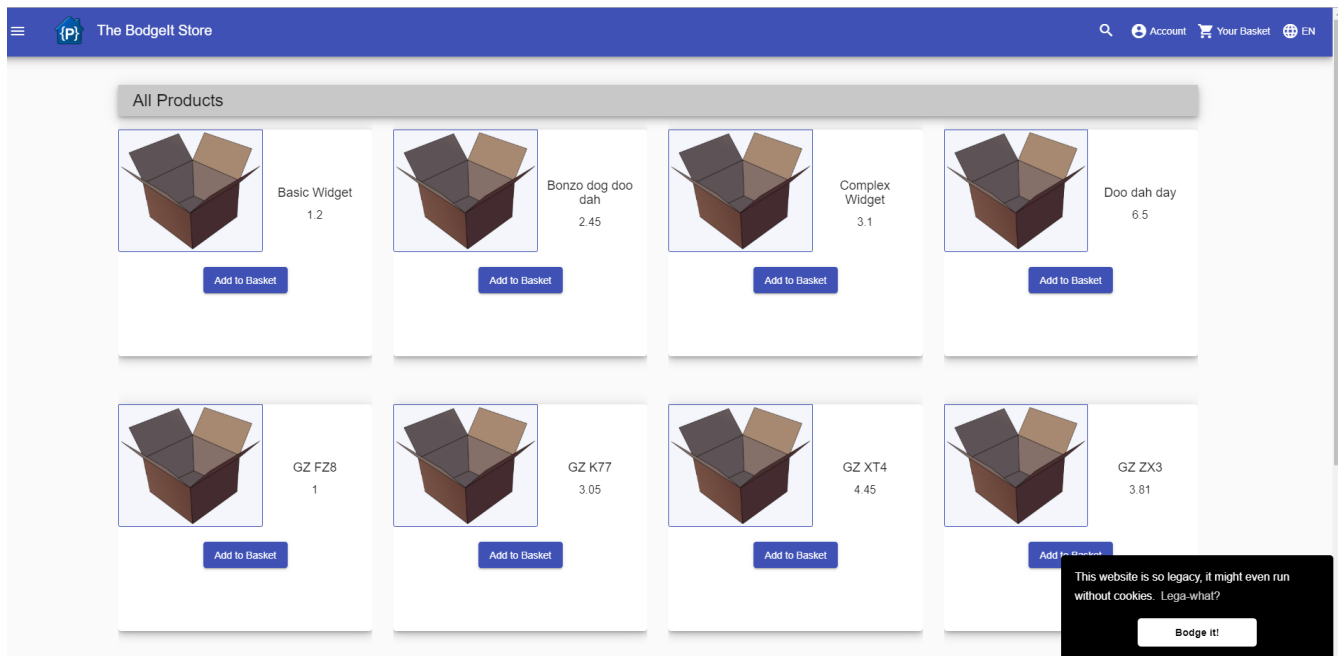 {P} The BodgeIt Store Account Your Basket EN
All Products
Basic Widget
1.2
Add to Basket
Bonzo dog doo
dah
2.45
Add to Basket
Complex
Widget
3.1
Add to Basket
Doo dah day
6.5
Add to Basket
GZ FZ8
1
Add to Basket
GZ K77
3.05
Add to Basket
GZ XT4
4.45
Add to Basket
GZ ZX3
3.81
Add to Basket
This website is so legacy, it might even run
without cookies. Lega-what?
Bodge it!